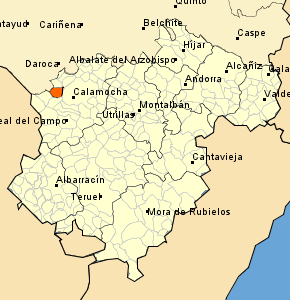 Quinto
atayud
Cariñena
Belchite
Caspe
Híjar
Daroca
Albalate del Arzobispo
Alcañiz
Cala
Andorra
Calamocha
Valde
Montalbán
Utrillas
eal del Campo
Cantavieja
Albarracín
Teruel
Mora de Rubielos